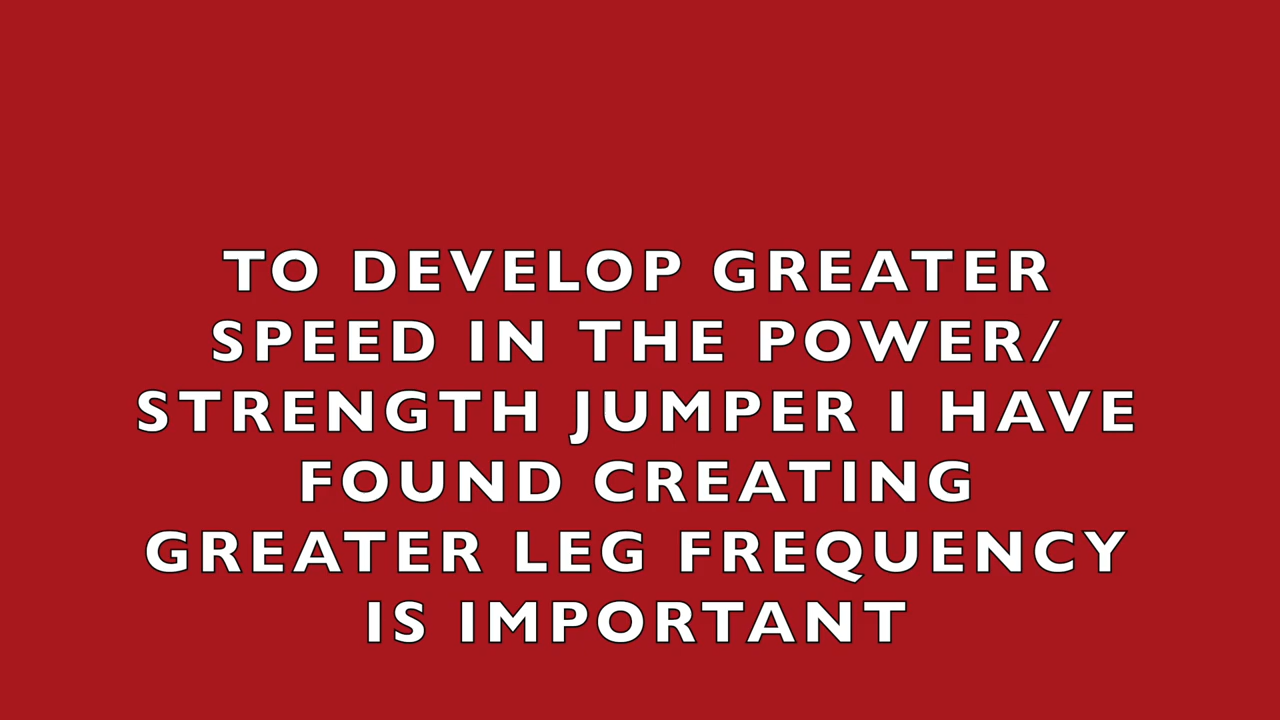 TO DEVELOP GREATER
SPEED IN THE POWER/
STRENGTH JUMPER I HAVE
FOUND CREATING
GREATER LEG FREQUENCY
IS IMPORTANT